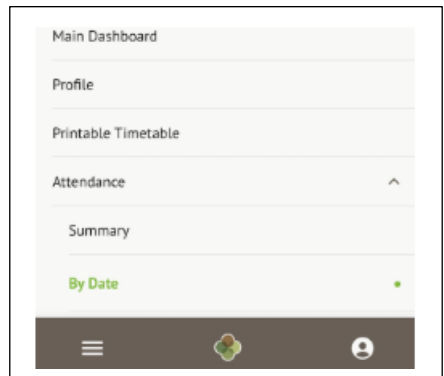 Main Dashboard
Profile
Printable Timetable
Attendance
Summary
By Date